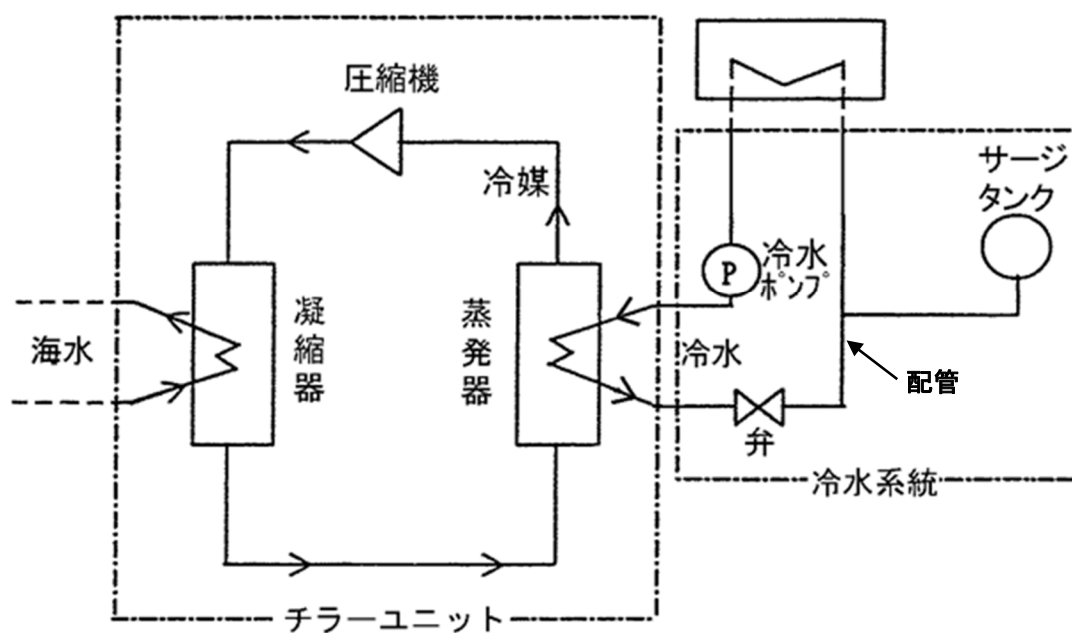 圧縮機
冷媒
サージ
タンク
P
冷水
ポンプ
海水
凝縮器
蒸発器
冷水
配管
弁
冷水系統
チラーユニット